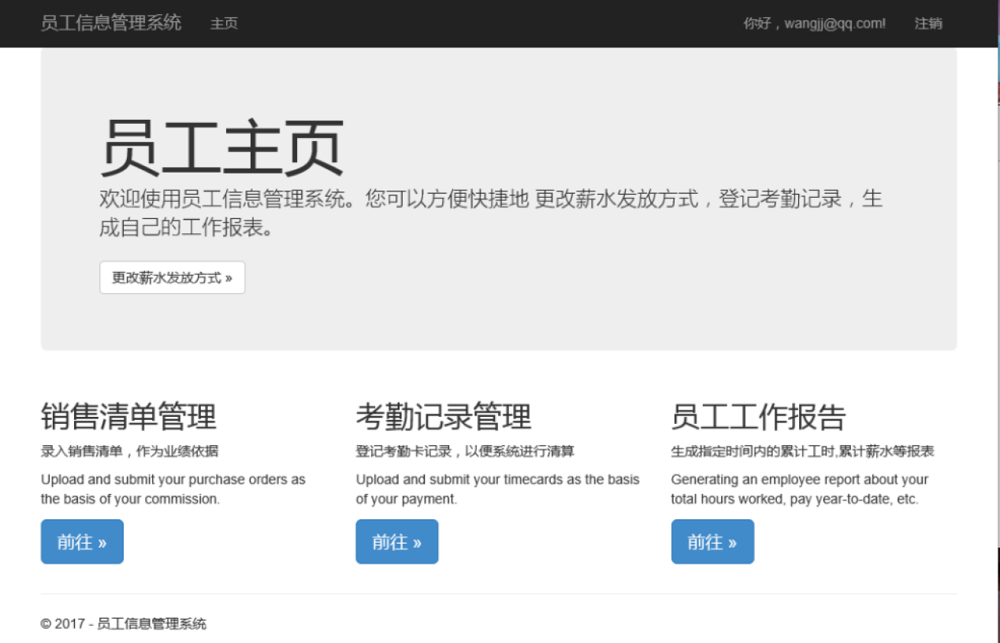 员工信息管理系统 主页 你好，wangjj@qq.com! 注销
员工主页
欢迎使用员工信息管理系统。您可以方便快捷地 更改薪水发放方式，登记考勤记录，生
成自己的工作报表。
更改薪水发放方式 »
销售清单管理
录入销售清单，作为业绩依据
Upload and submit your purchase orders as
the basis of your commission.
前往 »
考勤记录管理
登记考勤卡记录，以便系统进行清算
Upload and submit your timecards as the basis
of your payment.
前往 »
员工工作报告
生成指定时间内的累计工时,累计薪水等报表
Generating an employee report about your
total hours worked, pay year-to-date, etc.
前往 »
© 2017 - 员工信息管理系统